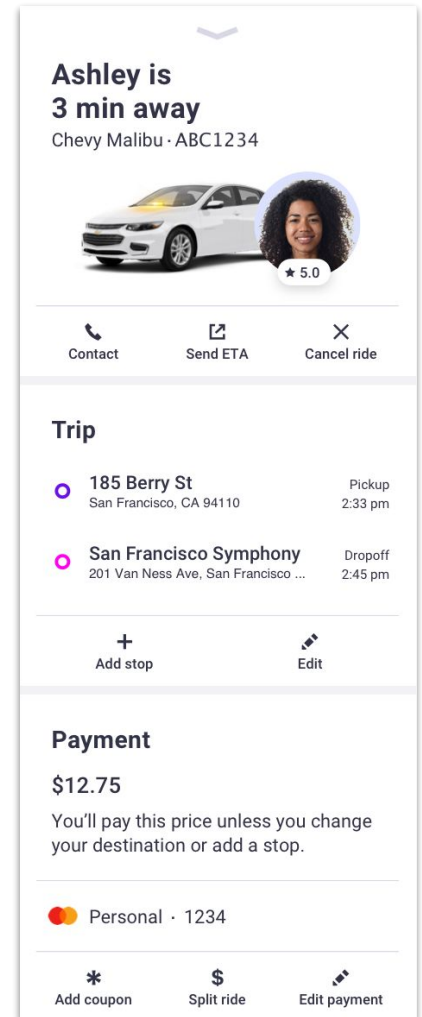 Ashley is
3 min away
Chevy Malibu · ABC1234
★ 5.0
Contact
Send ETA
Cancel ride
Trip
185 Berry St
San Francisco, CA 94110
Pickup
2:33 pm
San Francisco Symphony
201 Van Ness Ave, San Francisco ...
Dropoff
2:45 pm
Add stop
Edit
Payment
$12.75
You’ll pay this price unless you change
your destination or add a stop.
Personal · 1234
Add coupon
$
Split ride
Edit payment